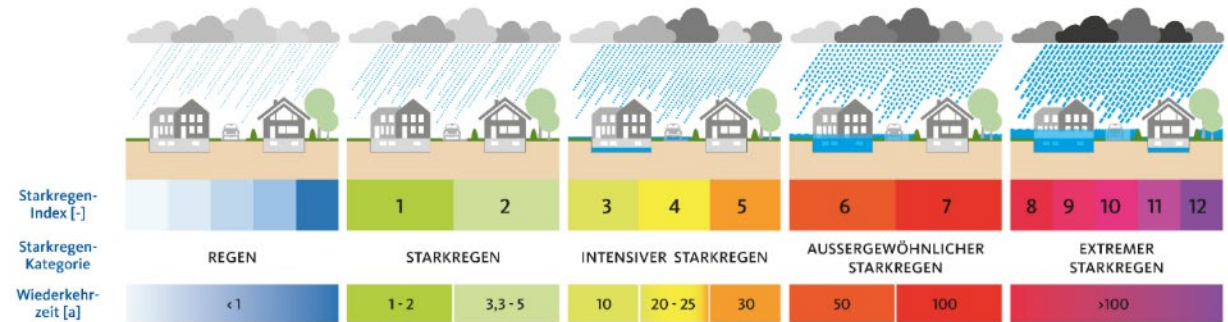 Starkregen-
Index [-]
1 2 3 4 5 6 7 8 9 10 11 12
Starkregen-
Kategorie
REGEN
STARKREGEN
INTENSIVER STARKREGEN
AUSSERGEWÖHNLICHER
STARKREGEN
EXTREMER
STARKREGEN
Wiederkehr-
zeit [a]
<1 1 - 2 3,3 - 5 10 20 - 25 30 50 100 >100